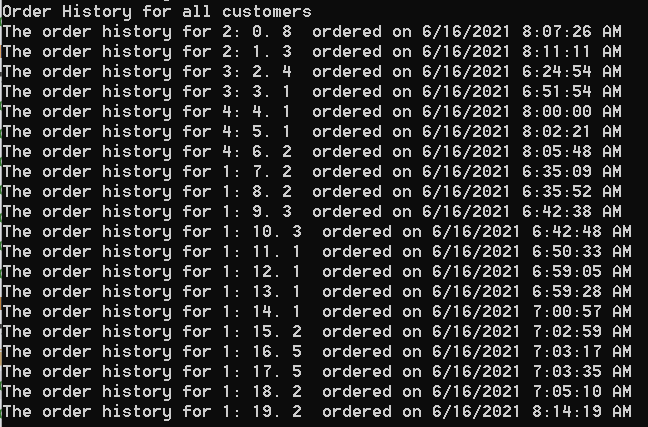 Order History for all customers
The order history for 2: 0. 8  ordered on 6/16/2021 8:07:26 AM
The order history for 2: 1. 3  ordered on 6/16/2021 8:11:11 AM
The order history for 3: 2. 4  ordered on 6/16/2021 6:24:54 AM
The order history for 3: 3. 1  ordered on 6/16/2021 6:51:54 AM
The order history for 4: 4. 1  ordered on 6/16/2021 8:00:00 AM
The order history for 4: 5. 1  ordered on 6/16/2021 8:02:21 AM
The order history for 4: 6. 2  ordered on 6/16/2021 8:05:48 AM
The order history for 1: 7. 2  ordered on 6/16/2021 6:35:09 AM
The order history for 1: 8. 2  ordered on 6/16/2021 6:35:52 AM
The order history for 1: 9. 3  ordered on 6/16/2021 6:42:38 AM
The order history for 1: 10. 3  ordered on 6/16/2021 6:42:48 AM
The order history for 1: 11. 1  ordered on 6/16/2021 6:50:33 AM
The order history for 1: 12. 1  ordered on 6/16/2021 6:59:05 AM
The order history for 1: 13. 1  ordered on 6/16/2021 6:59:28 AM
The order history for 1: 14. 1  ordered on 6/16/2021 7:00:57 AM
The order history for 1: 15. 2  ordered on 6/16/2021 7:02:59 AM
The order history for 1: 16. 5  ordered on 6/16/2021 7:03:17 AM
The order history for 1: 17. 5  ordered on 6/16/2021 7:03:35 AM
The order history for 1: 18. 2  ordered on 6/16/2021 7:05:10 AM
The order history for 1: 19. 2  ordered on 6/16/2021 8:14:19 AM